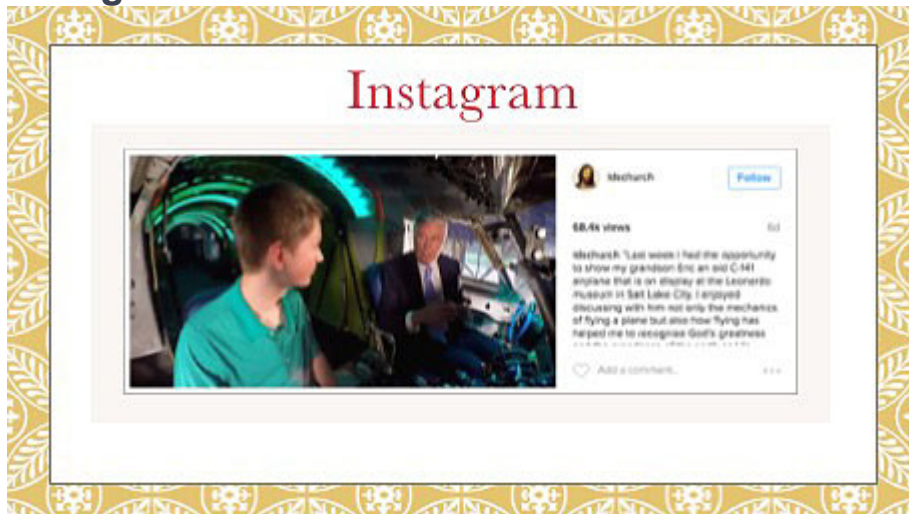 Instagram
ldschurch
Follow
68.4k views
6d
ldschurch "Last week I had the opportunity
to show my grandson Eric an old C-141
airplane that is on display at the Leonardo
museum in Salt Lake City. I enjoyed
discussing with him not only the mechanics
of flying a plane but also how flying has
helped me to recognize God's greatness
Add a comment...